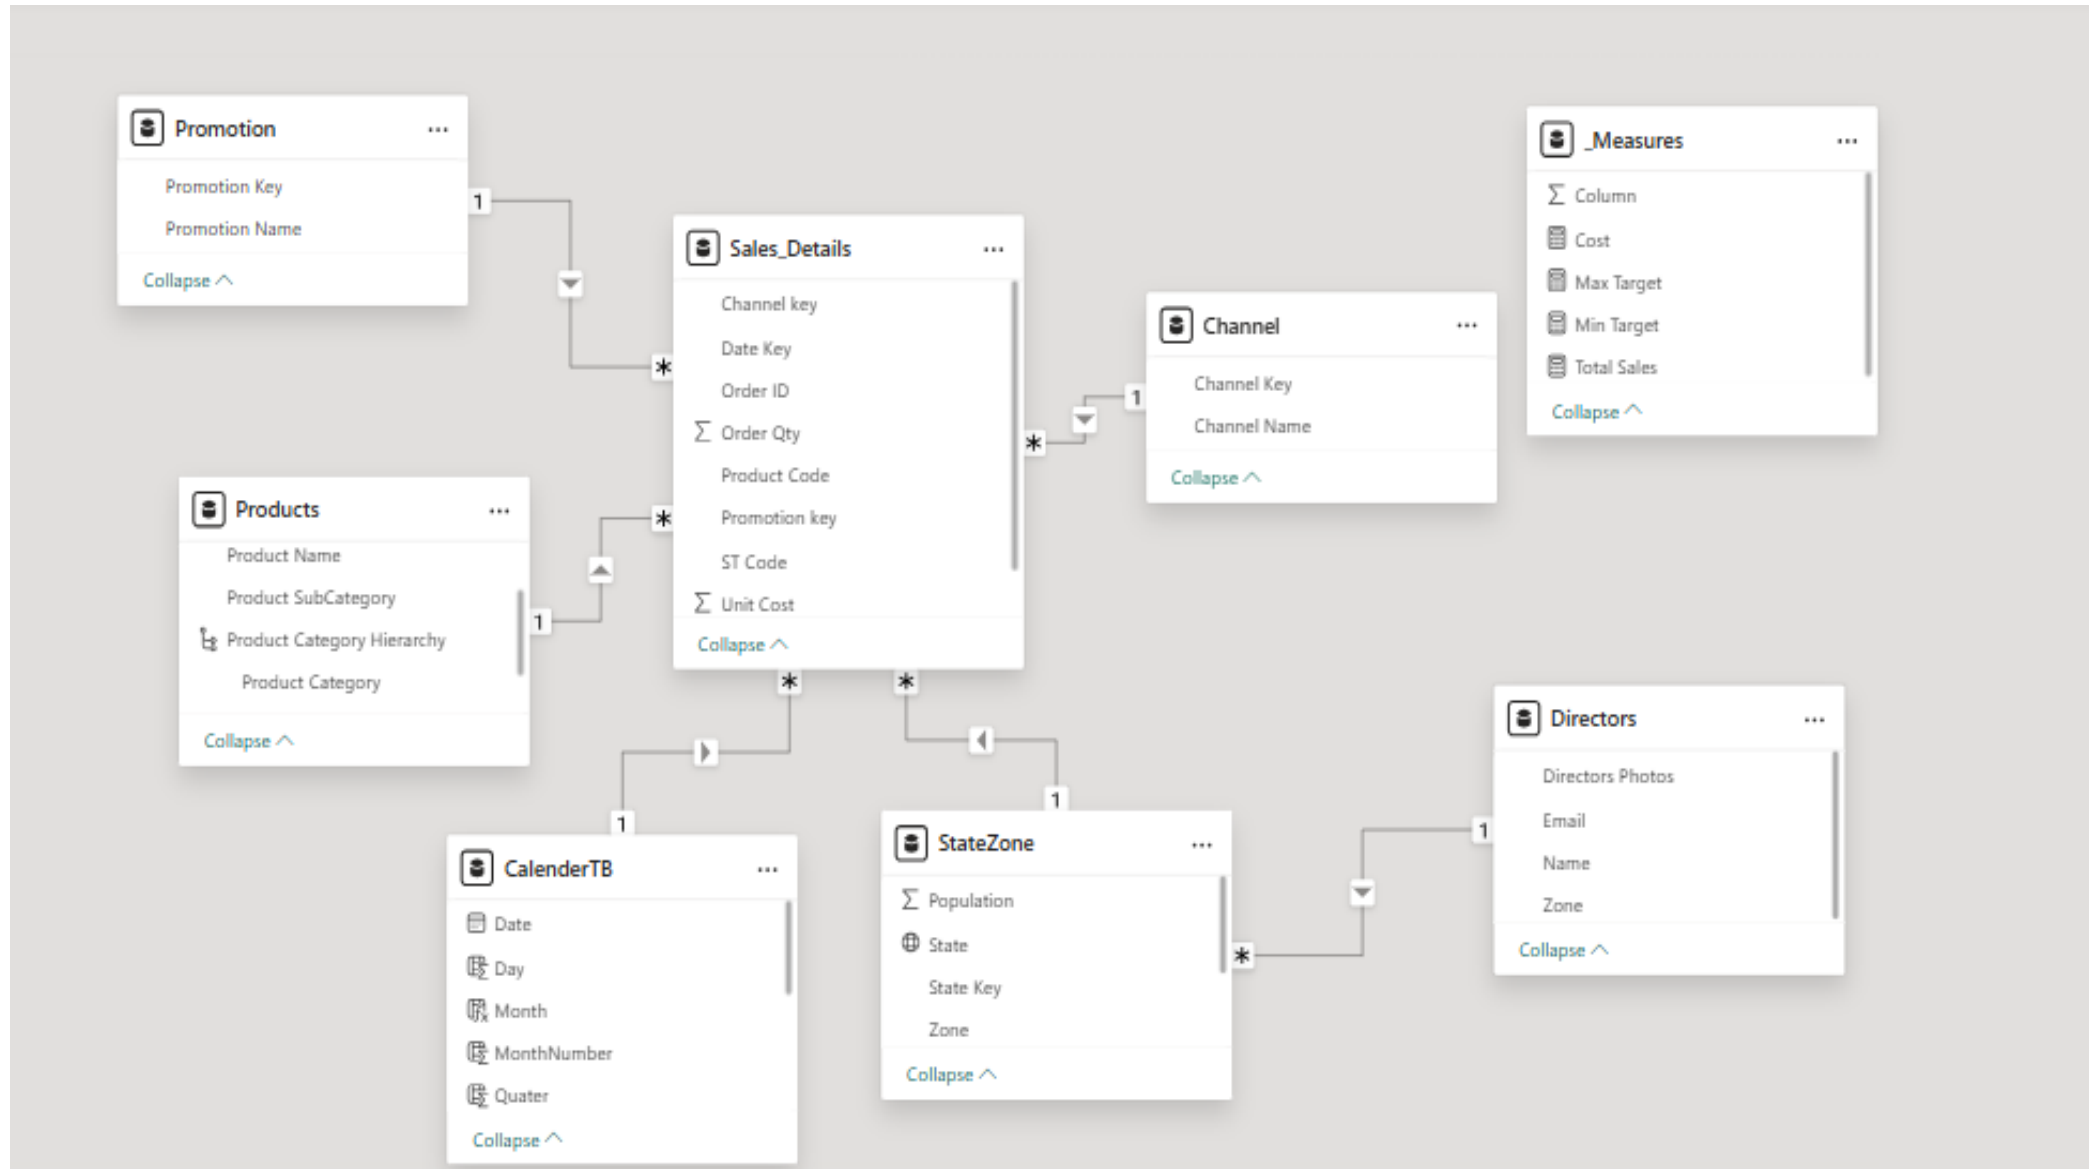 Promotion
Promotion Key
Promotion Name
Collapse
1
*
Sales_Details
Channel key
Date Key
Order ID
Order Qty
Product Code
Promotion key
ST Code
Unit Cost
Collapse
*
1
Channel
Channel Key
Channel Name
Collapse
_Measures
Column
Cost
Max Target
Min Target
Total Sales
Collapse
Products
Product Name
Product SubCategory
Product Category Hierarchy
Product Category
Collapse
1
*
*
*
1
CalenderTB
Date
Day
Month
MonthNumber
Quater
Collapse
1
StateZone
Population
State
State Key
Zone
Collapse
*
1
Directors
Directors Photos
Email
Name
Zone
Collapse